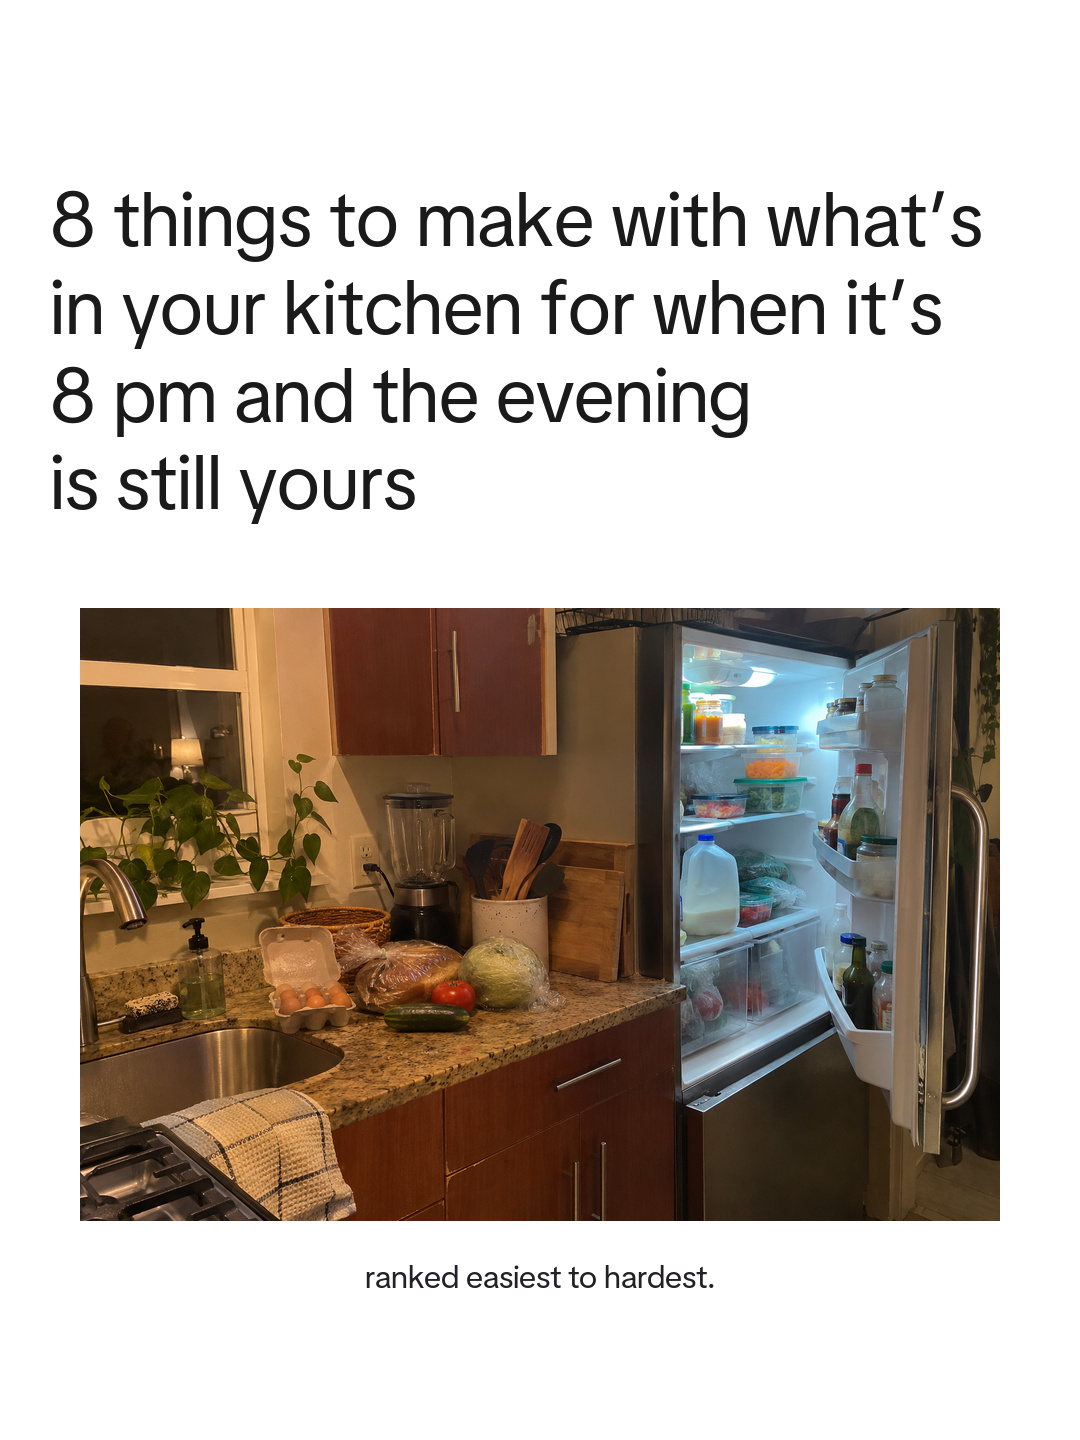 8 things to make with what’s
in your kitchen for when it’s
8 pm and the evening
is still yours
ranked easiest to hardest.